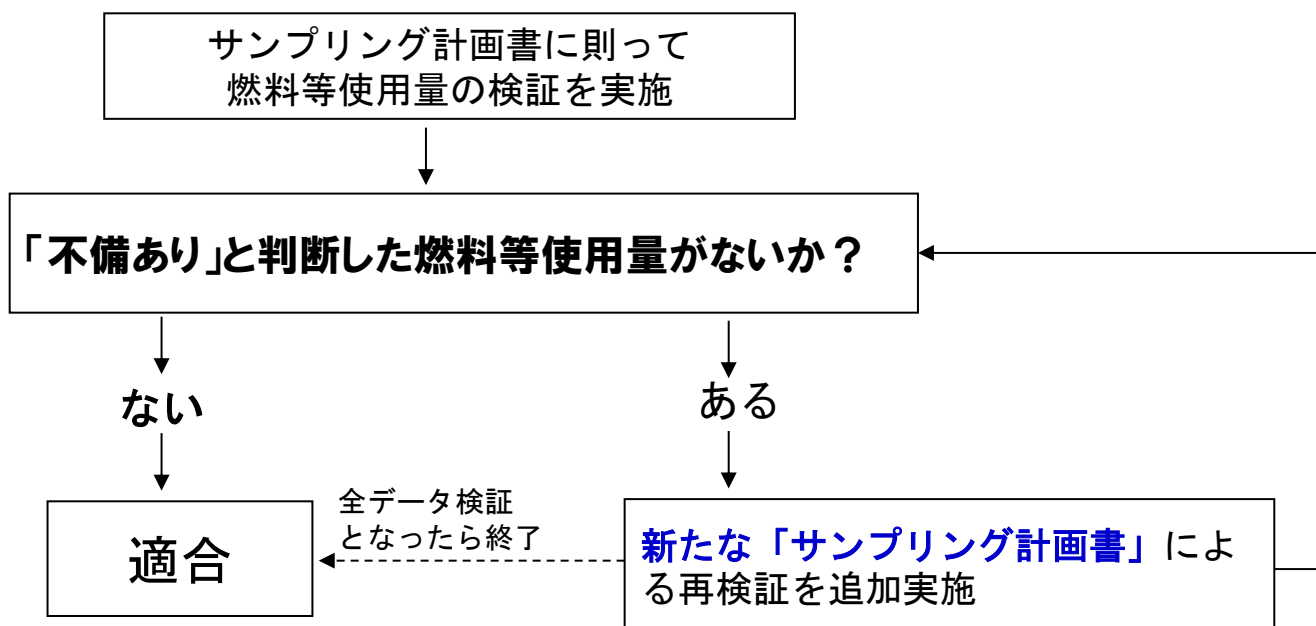 サンプリング計画書に則って
燃料等使用量の検証を実施
「不備あり」と判断した燃料等使用量がないか？
ない
ある
全データ検証
となったら終了
適合
新たな「サンプリング計画書」によ
る再検証を追加実施